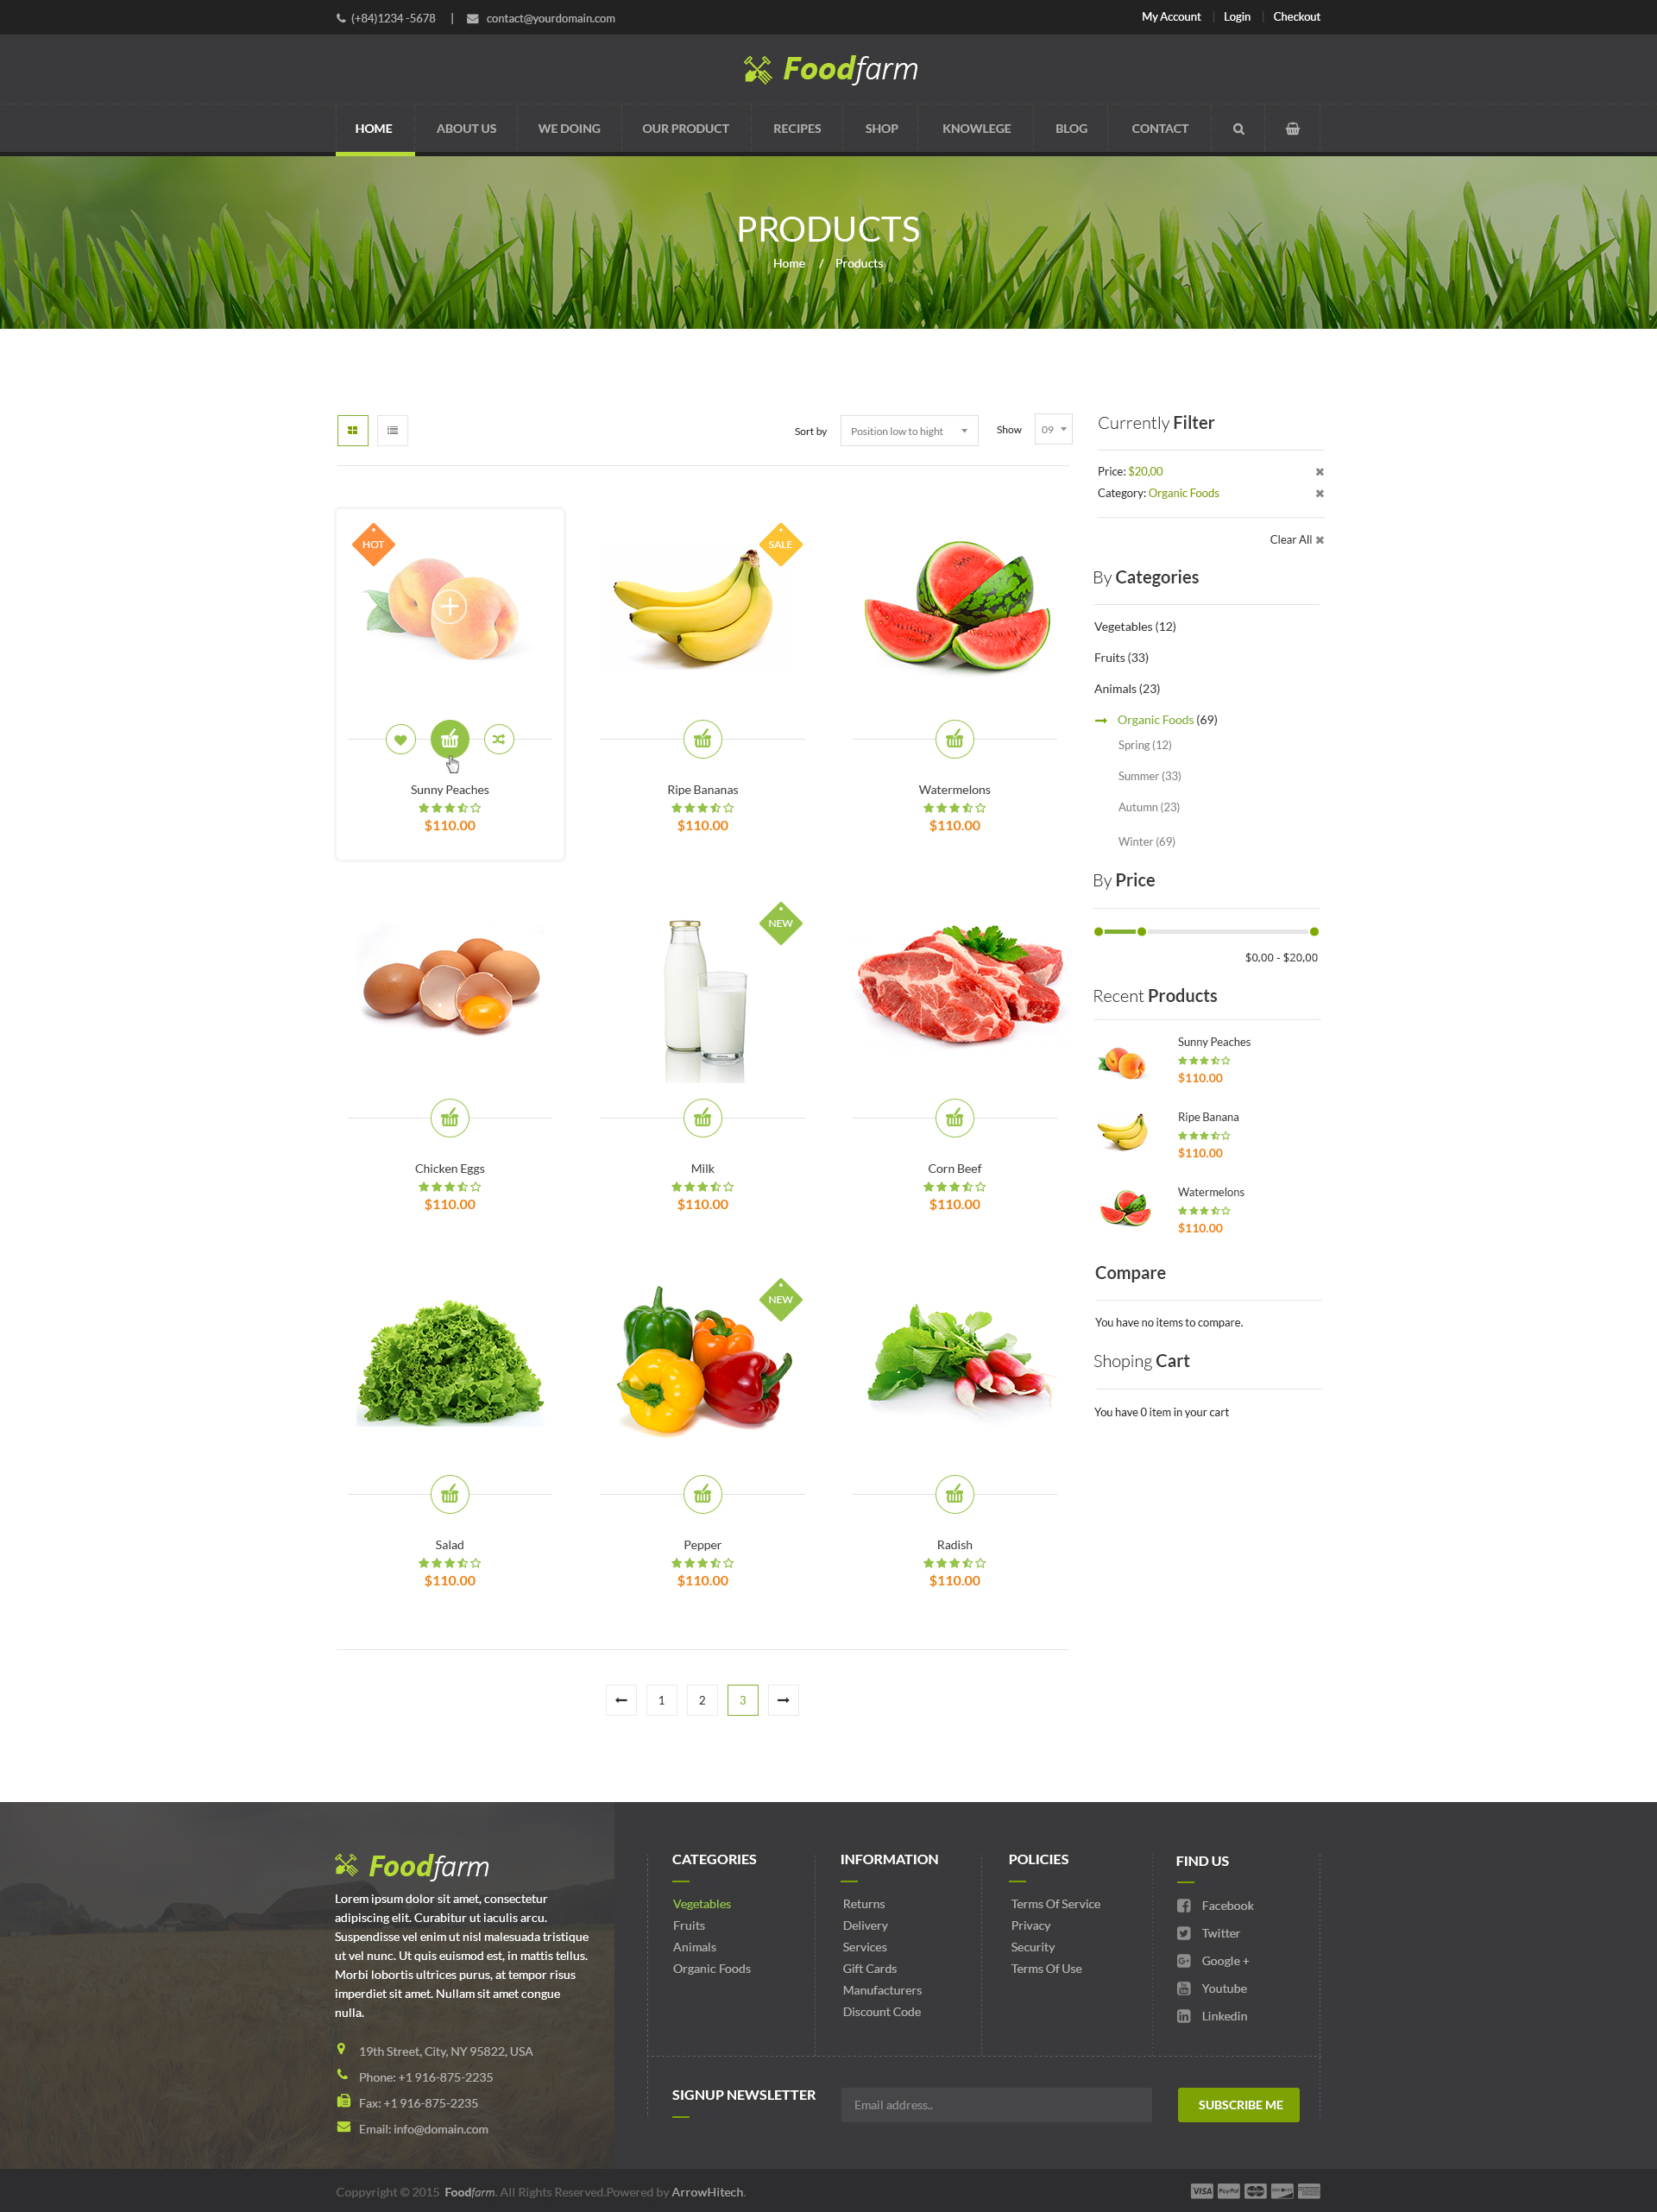 (+84)1234 -5678 | contact@yourdomain.com
My Account | Login | Checkout
Foodfarm
HOME ABOUT US WE DOING OUR PRODUCT RECIPES SHOP KNOWLEGE BLOG CONTACT
PRODUCTS
Home / Products
Sort by Position low to hight Show 09
HOT
Sunny Peaches
$110.00
SALE
Ripe Bananas
$110.00
Watermelons
$110.00
Chicken Eggs
$110.00
NEW
Milk
$110.00
Corn Beef
$110.00
Salad
$110.00
NEW
Pepper
$110.00
Radish
$110.00
1 2 3
Currently Filter
Price: $20,00
Category: Organic Foods
Clear All
By Categories
Vegetables (12)
Fruits (33)
Animals (23)
Organic Foods (69)
Spring (12)
Summer (33)
Autumn (23)
Winter (69)
By Price
$0,00 - $20,00
Recent Products
Sunny Peaches
$110.00
Ripe Banana
$110.00
Watermelons
$110.00
Compare
You have no items to compare.
Shoping Cart
You have 0 item in your cart
Foodfarm
Lorem ipsum dolor sit amet, consectetur
adipiscing elit. Curabitur ut iaculis arcu.
Suspendisse vel enim ut nisl malesuada tristique
ut vel nunc. Ut quis euismod est, in mattis tellus.
Morbi lobortis ultrices purus, at tempor risus
imperdiet sit amet. Nullam sit amet congue
nulla.
19th Street, City, NY 95822, USA
Phone: +1 916-875-2235
Fax: +1 916-875-2235
Email: info@domain.com
CATEGORIES
Vegetables
Fruits
Animals
Organic Foods
INFORMATION
Returns
Delivery
Services
Gift Cards
Manufacturers
Discount Code
POLICIES
Terms Of Service
Privacy
Security
Terms Of Use
FIND US
Facebook
Twitter
Google +
Youtube
Linkedin
SIGNUP NEWSLETTER
Email address..
SUBSCRIBE ME
Coppyright © 2015 Foodfarm. All Rights Reserved.Powered by ArrowHitech.
VISA PayPal